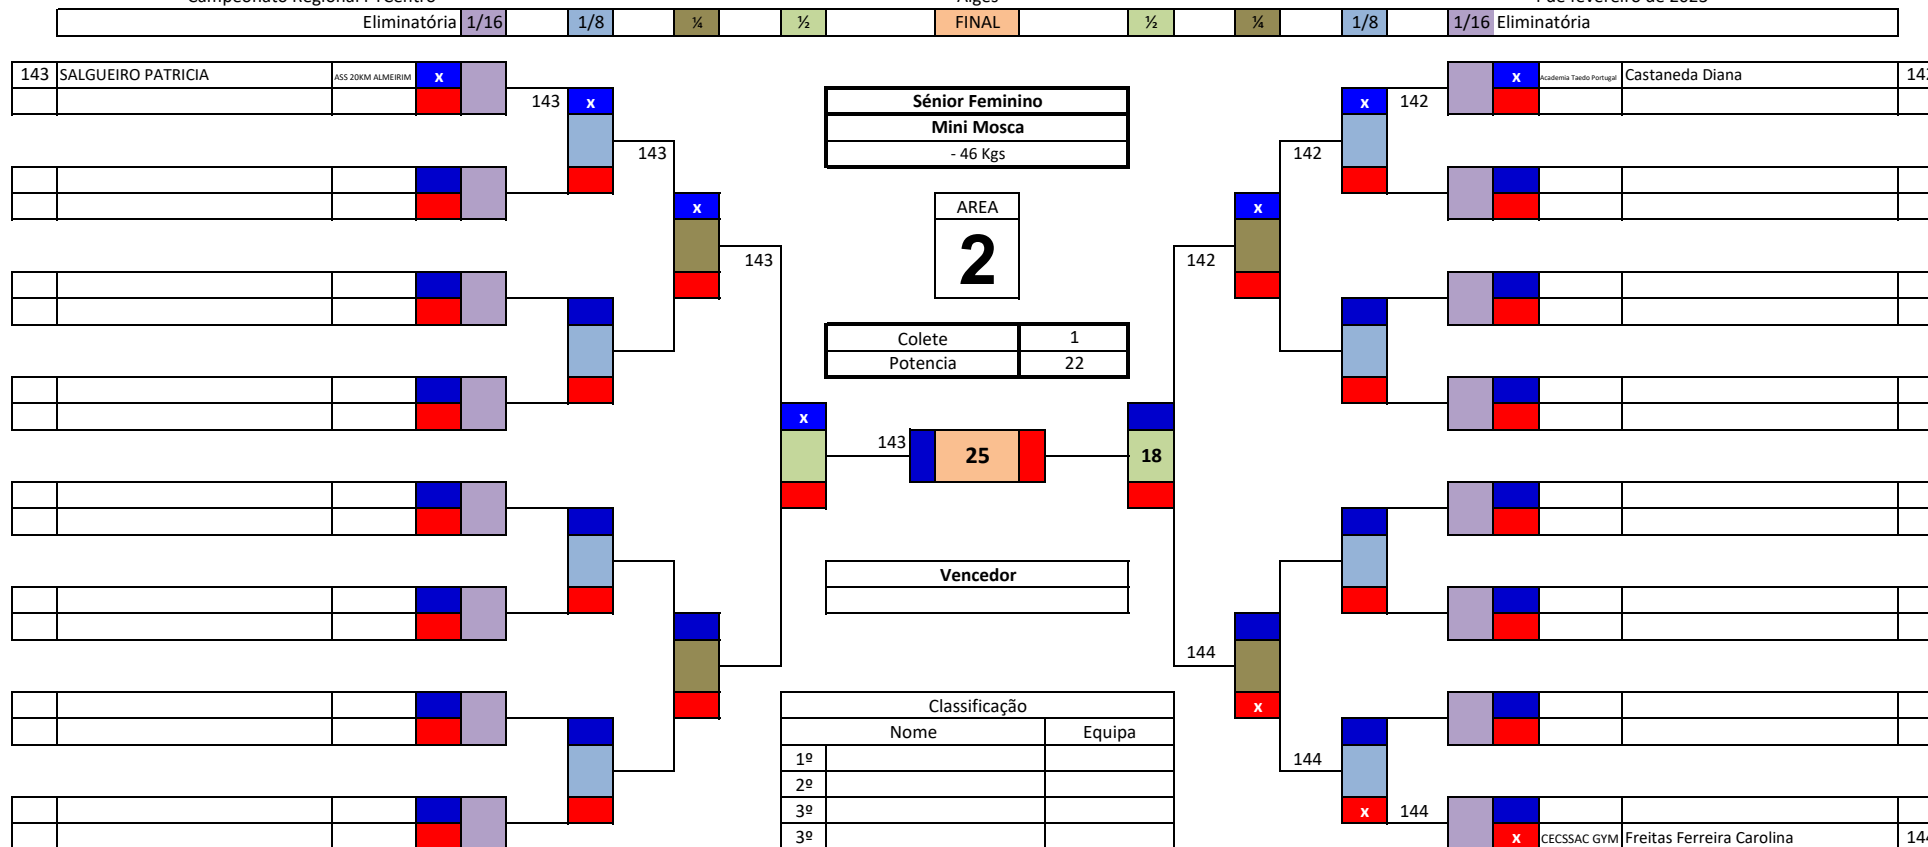 Eliminatória 1/16 1/8 ¼ ½ FINAL ½ ¼ 1/8 1/16 Eliminatória
143 SALGUEIRO PATRICIA ASS 20KM ALMEIRIM x
x Academia Taedo Portugal Castaneda Diana
143 x
Sénior Feminino
x 142
Mini Mosca
143
- 46 Kgs
142
x
AREA
x
2
143
142
Colete 1
Potencia 22
x
143
25
18
Vencedor
144
x
Classificação
Nome Equipa
1º
144
2º
3º
x 144
3º
x CECSSAC GYM Freitas Ferreira Carolina